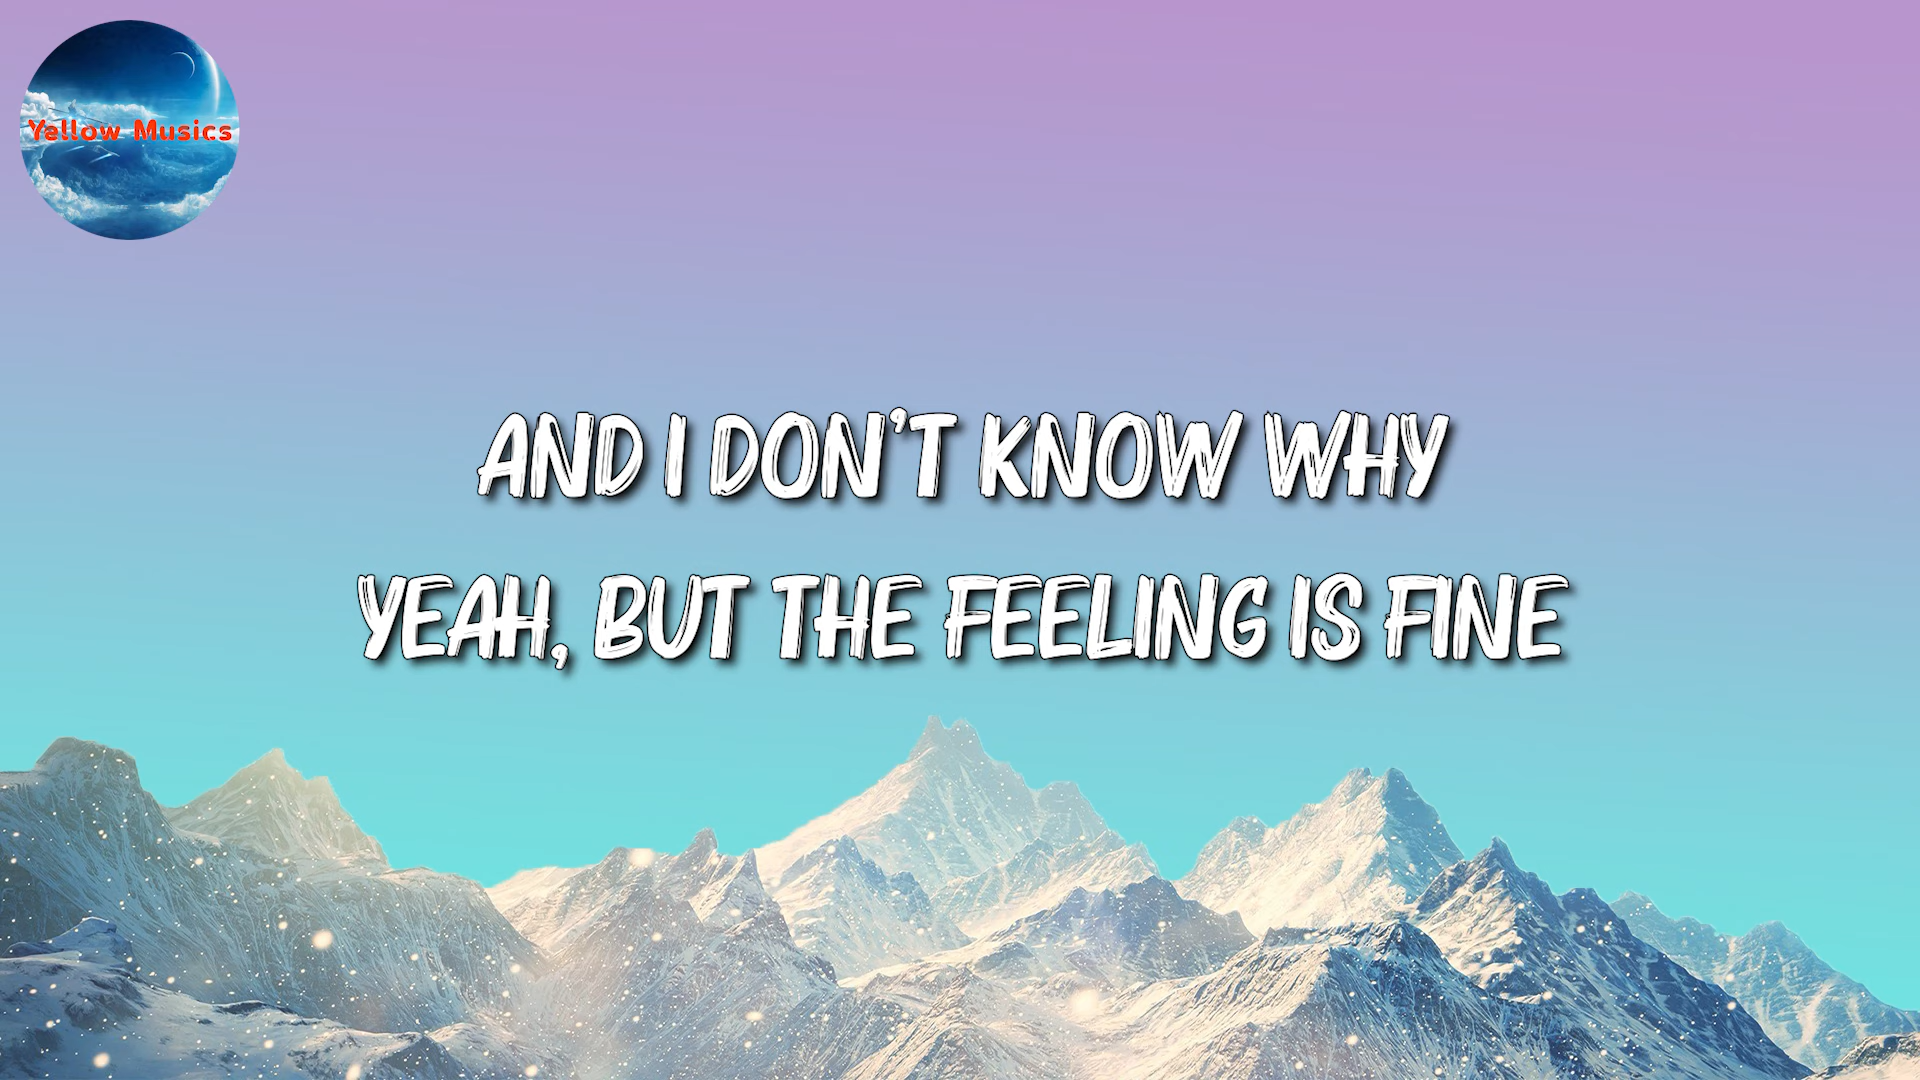 Yellow Musics
AND I DON'T KNOW WHY
YEAH, BUT THE FEELING IS FINE